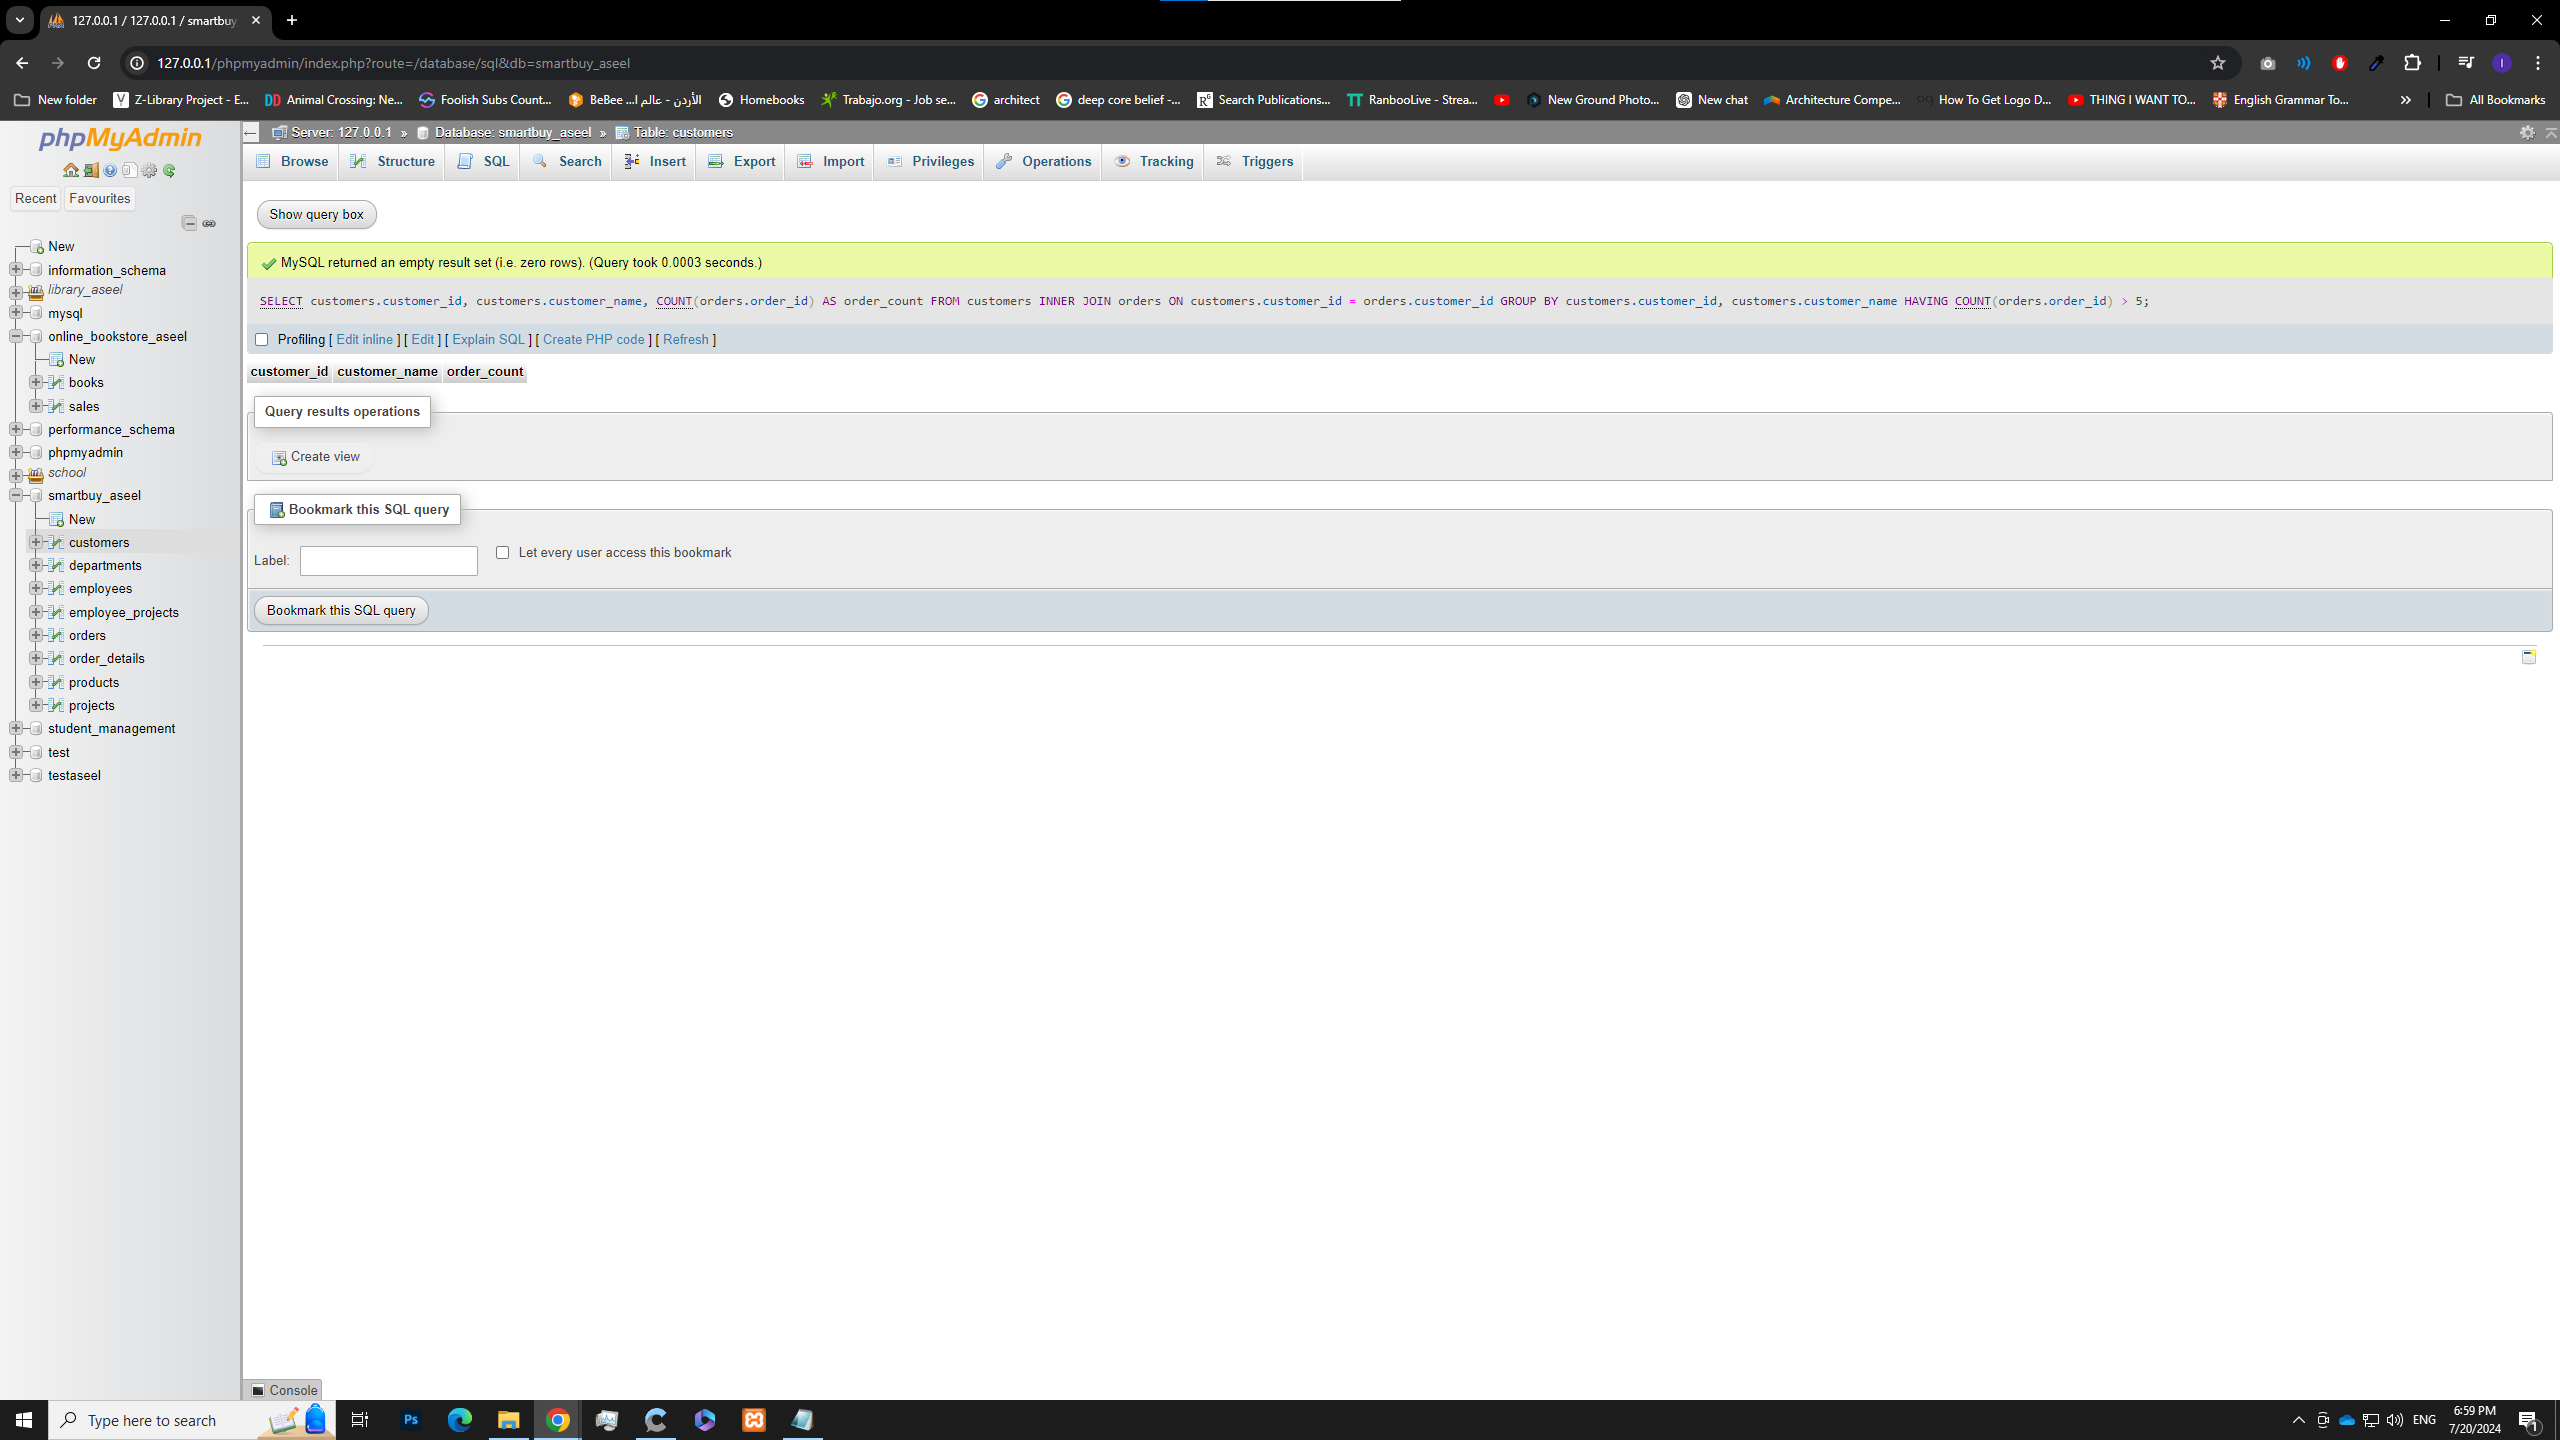 127.0.0.1 / 127.0.0.1 / smartbuy
127.0.0.1/phpmyadmin/index.php?route=/database/sql&db=smartbuy_aseel
New folder
Z-Library Project - E...
Animal Crossing: Ne...
Foolish Subs Count...
BeBee ...الأردن - عالم ا
Homebooks
Trabajo.org - Job se...
architect
deep core belief -...
Search Publications...
RanbooLive - Strea...
New Ground Photo...
New chat
Architecture Compe...
How To Get Logo D...
THING I WANT TO...
English Grammar To...
»
All Bookmarks
phpMyAdmin
Recent
Favourites
New
information_schema
library_aseel
mysql
online_bookstore_aseel
New
books
sales
performance_schema
phpmyadmin
school
smartbuy_aseel
New
customers
departments
employees
employee_projects
orders
order_details
products
projects
student_management
test
testaseel
Server: 127.0.0.1 » Database: smartbuy_aseel » Table: customers
Browse
Structure
SQL
Search
Insert
Export
Import
Privileges
Operations
Tracking
Triggers
Show query box
MySQL returned an empty result set (i.e. zero rows). (Query took 0.0003 seconds.)
SELECT customers.customer_id, customers.customer_name, COUNT(orders.order_id) AS order_count FROM customers INNER JOIN orders ON customers.customer_id = orders.customer_id GROUP BY customers.customer_id, customers.customer_name HAVING COUNT(orders.order_id) > 5;
Profiling [ Edit inline ] [ Edit ] [ Explain SQL ] [ Create PHP code ] [ Refresh ]
customer_id customer_name order_count
Query results operations
Create view
Bookmark this SQL query
Label:
Let every user access this bookmark
Bookmark this SQL query
Console
Type here to search
Ps
ENG
6:59 PM
7/20/2024
1